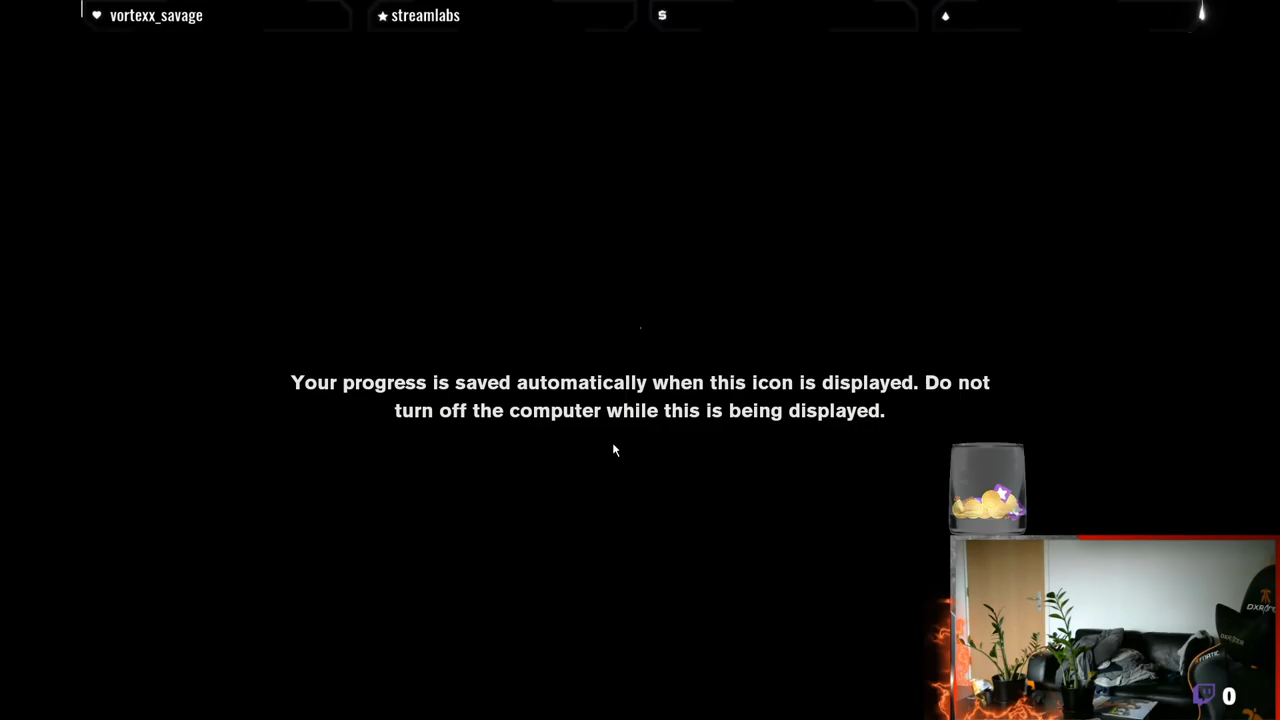 vortexx_savage
streamlabs
Your progress is saved automatically when this icon is displayed. Do not
turn off the computer while this is being displayed.
0